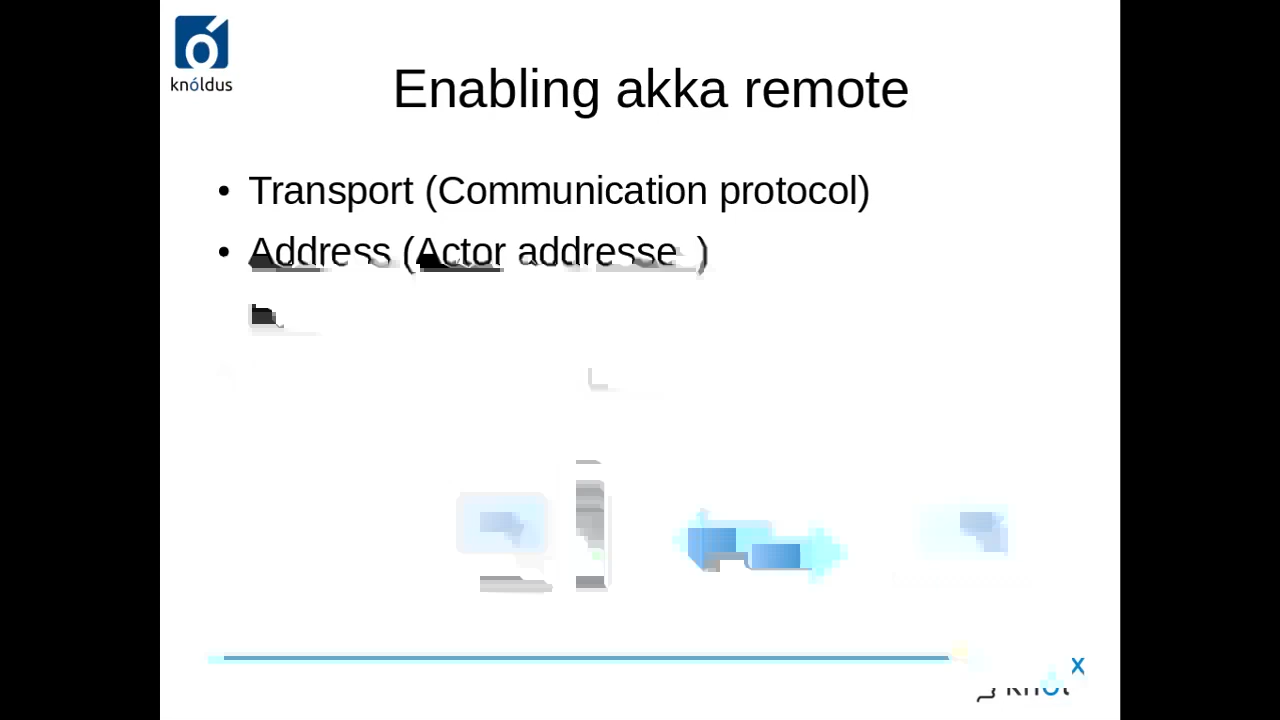 knóldus
Enabling akka remote
• Transport (Communication protocol)
• Address (Actor addresse )
x